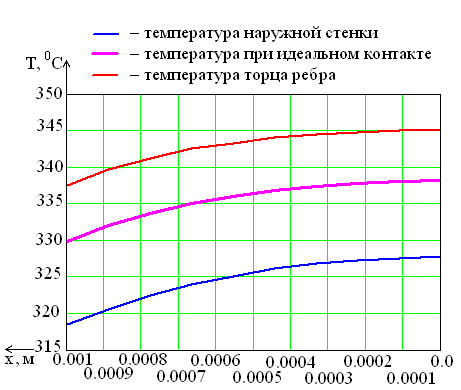 – температура наружной стенки
– температура при идеальном контакте
– температура торца ребра
T, ⁰C
350
345
340
335
330
325
320
315
x, м
0.001 0.0008 0.0006 0.0004 0.0002 0.0
0.0009 0.0007 0.0005 0.0003 0.0001